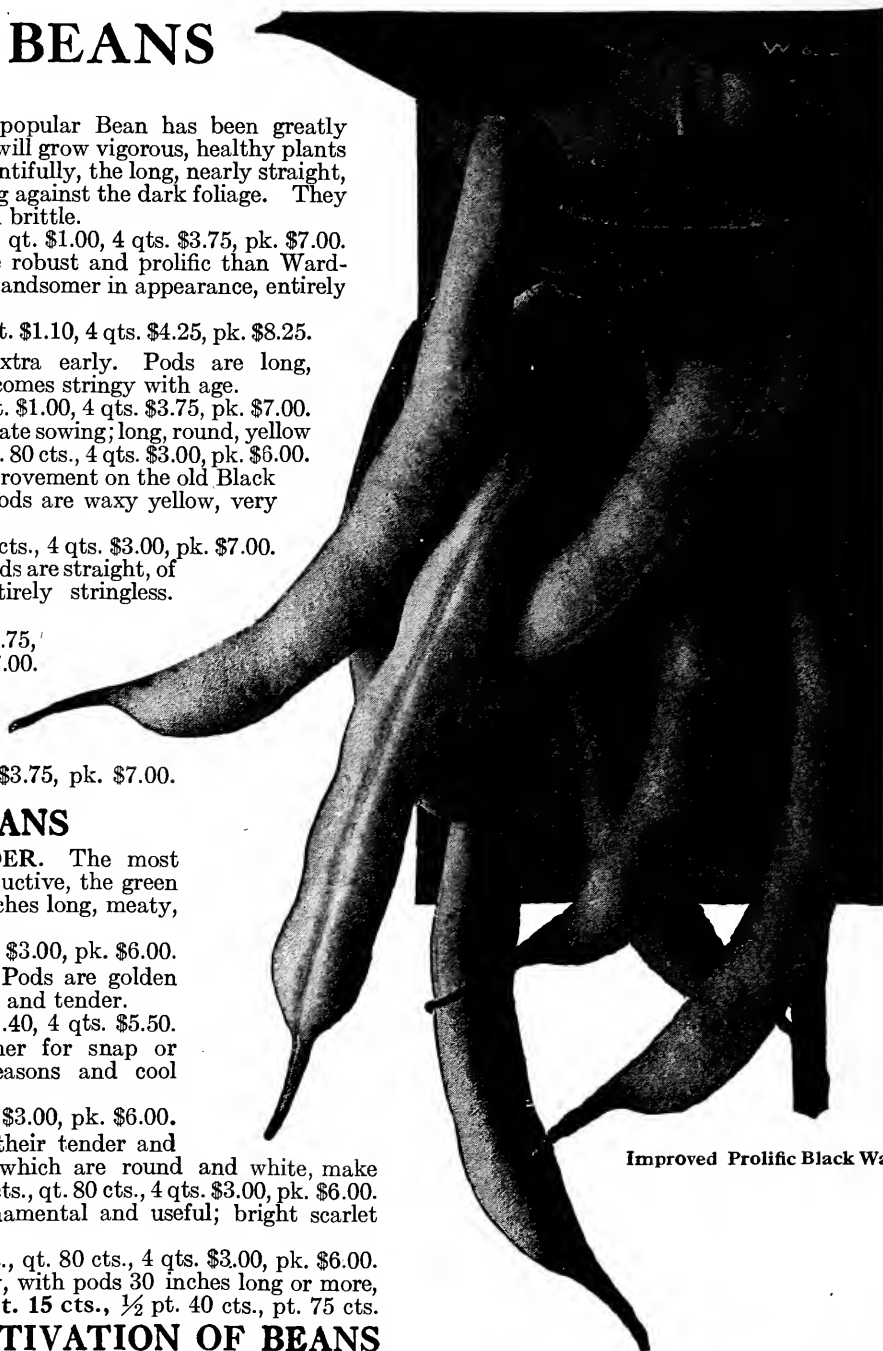 BEANS
popular Bean has been greatly
will grow vigorous, healthy plants
ntifully, the long, nearly straight,
g against the dark foliage. They
brittle.
qt. $1.00, 4 qts. $3.75, pk. $7.00.
robust and prolific than Ward-
andsomer in appearance, entirely
t. $1.10, 4 qts. $4.25, pk. $8.25.
xtra early. Pods are long,
comes stringy with age.
t. $1.00, 4 qts. $3.75, pk. $7.00.
ate sowing; long, round, yellow
. 80 cts., 4 qts. $3.00, pk. $6.00.
provement on the old Black
ods are waxy yellow, very
cts., 4 qts. $3.00, pk. $7.00.
ds are straight, of
tirely stringless.
.75,
7.00.
$3.75, pk. $7.00.
ANS
DER. The most
uctive, the green
ches long, meaty,
$3.00, pk. $6.00.
Pods are golden
and tender.
.40, 4 qts. $5.50.
ner for snap or
easons and cool
$3.00, pk. $6.00.
their tender and
which are round and white, make
cts., qt. 80 cts., 4 qts. $3.00, pk. $6.00.
namental and useful; bright scarlet
., qt. 80 cts., 4 qts. $3.00, pk. $6.00.
, with pods 30 inches long or more,
t. 15 cts., ½ pt. 40 cts., pt. 75 cts.
TIVATION OF BEANS
Improved Prolific Black Wa